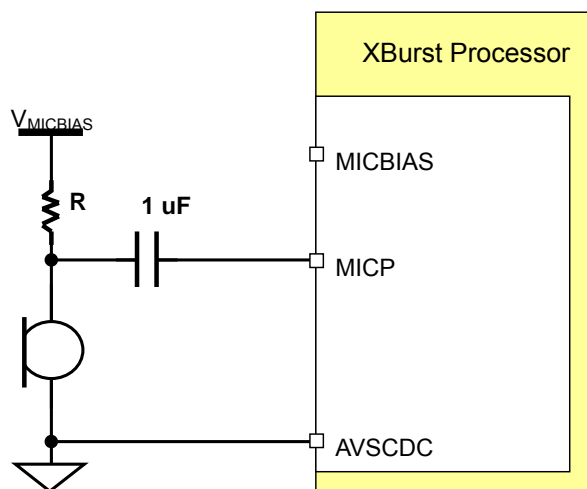 XBurst Processor
VMICBIAS
MICBIAS
R
1 uF
MICP
AVSCDC